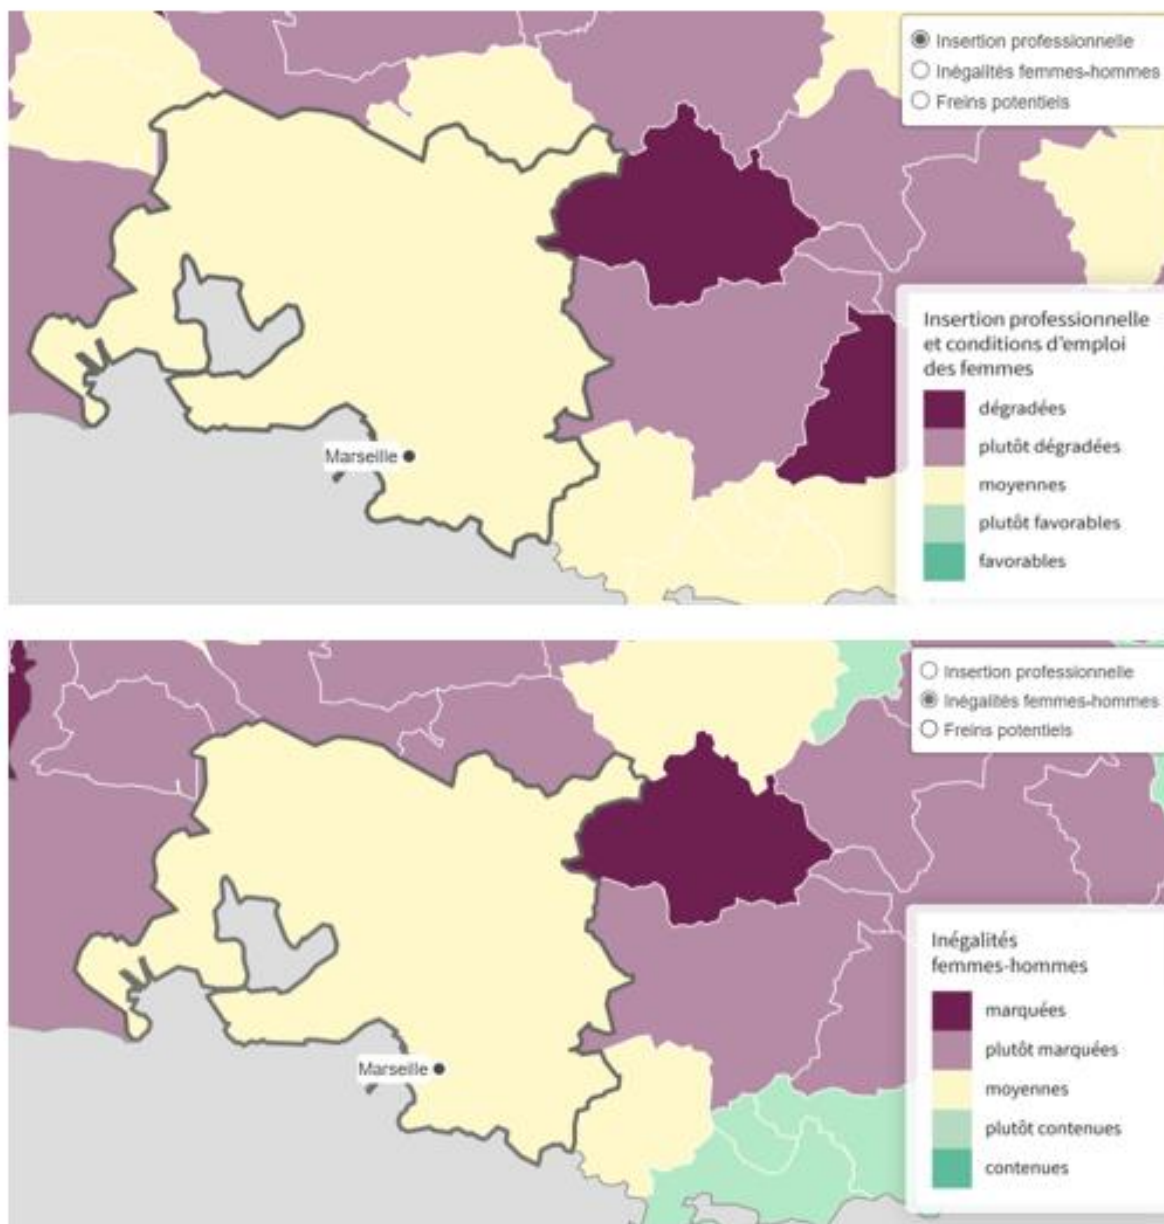 Insertion professionnelle
Inégalités femmes-hommes
Freins potentiels
Insertion professionnelle
et conditions d'emploi
des femmes
dégradées
plutôt dégradées
moyennes
plutôt favorables
favorables
Marseille
Insertion professionnelle
Inégalités femmes-hommes
Freins potentiels
Inégalités
femmes-hommes
marquées
plutôt marquées
moyennes
plutôt contenues
contenues
Marseille